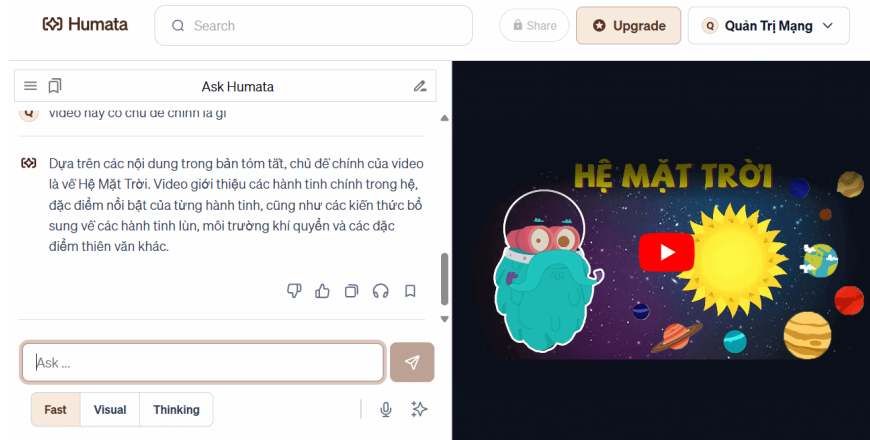 Humata
Search
Share
Upgrade
Q
Quản Trị Mạng
Ask Humata
Q
video này có chủ đề chính là gì
Dựa trên các nội dung trong bản tóm tắt, chủ đề chính của video
là về Hệ Mặt Trời. Video giới thiệu các hành tinh chính trong hệ,
đặc điểm nổi bật của từng hành tinh, cũng như các kiến thức bổ
sung về các hành tinh lùn, môi trường khí quyển và các đặc
điểm thiên văn khác.
Ask ...
Fast
Visual
Thinking
HỆ MẶT TRỜI